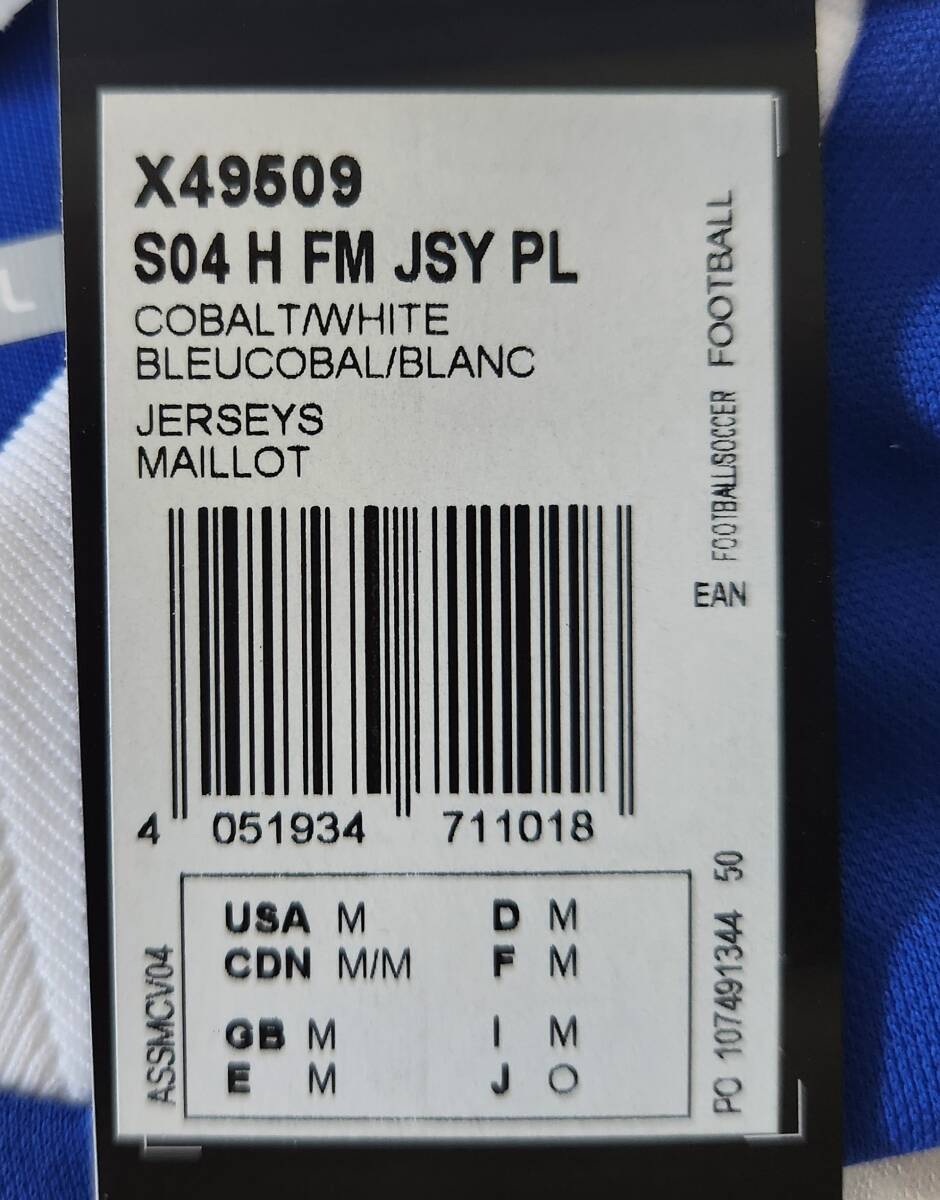 X49509
S04 H FM JSY PL
COBALT/WHITE
BLEUCOBAL/BLANC
JERSEYS
MAILLOT
EAN FOOTBALL/SOCCER FOOTBALL
4 051934 711018
USA M D M
CDN M/M F M
GB M I M
E M J O
ASSMCV04
PO 107491344 50
L